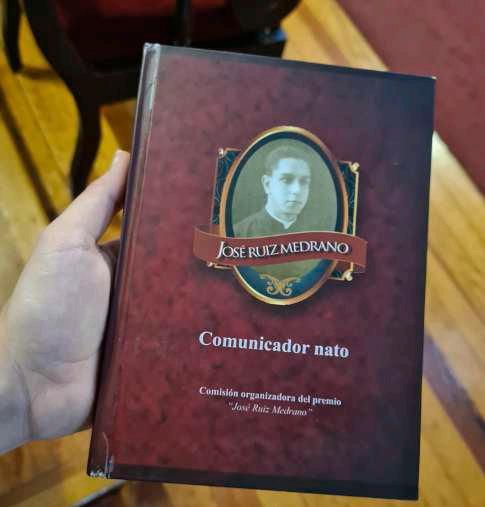 JOSÉ RUIZ MEDRANO
Comunicador nato
Comisión organizadora del premio
"José Ruiz Medrano"